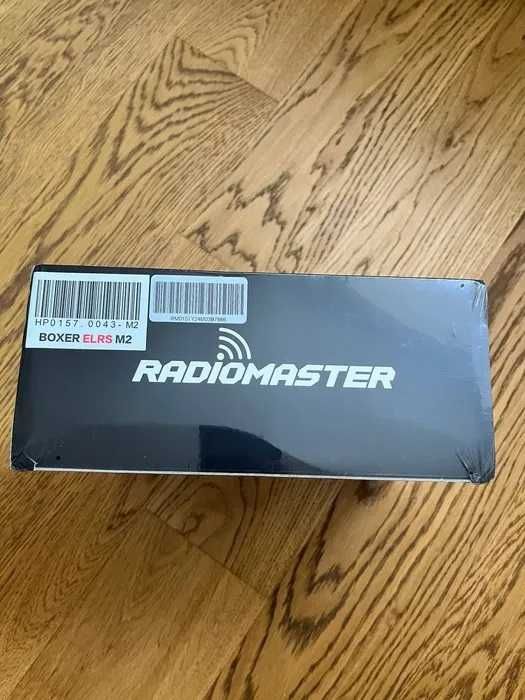 HP0157.0043-M2
BOXER ELRS M2
RADIOMASTER